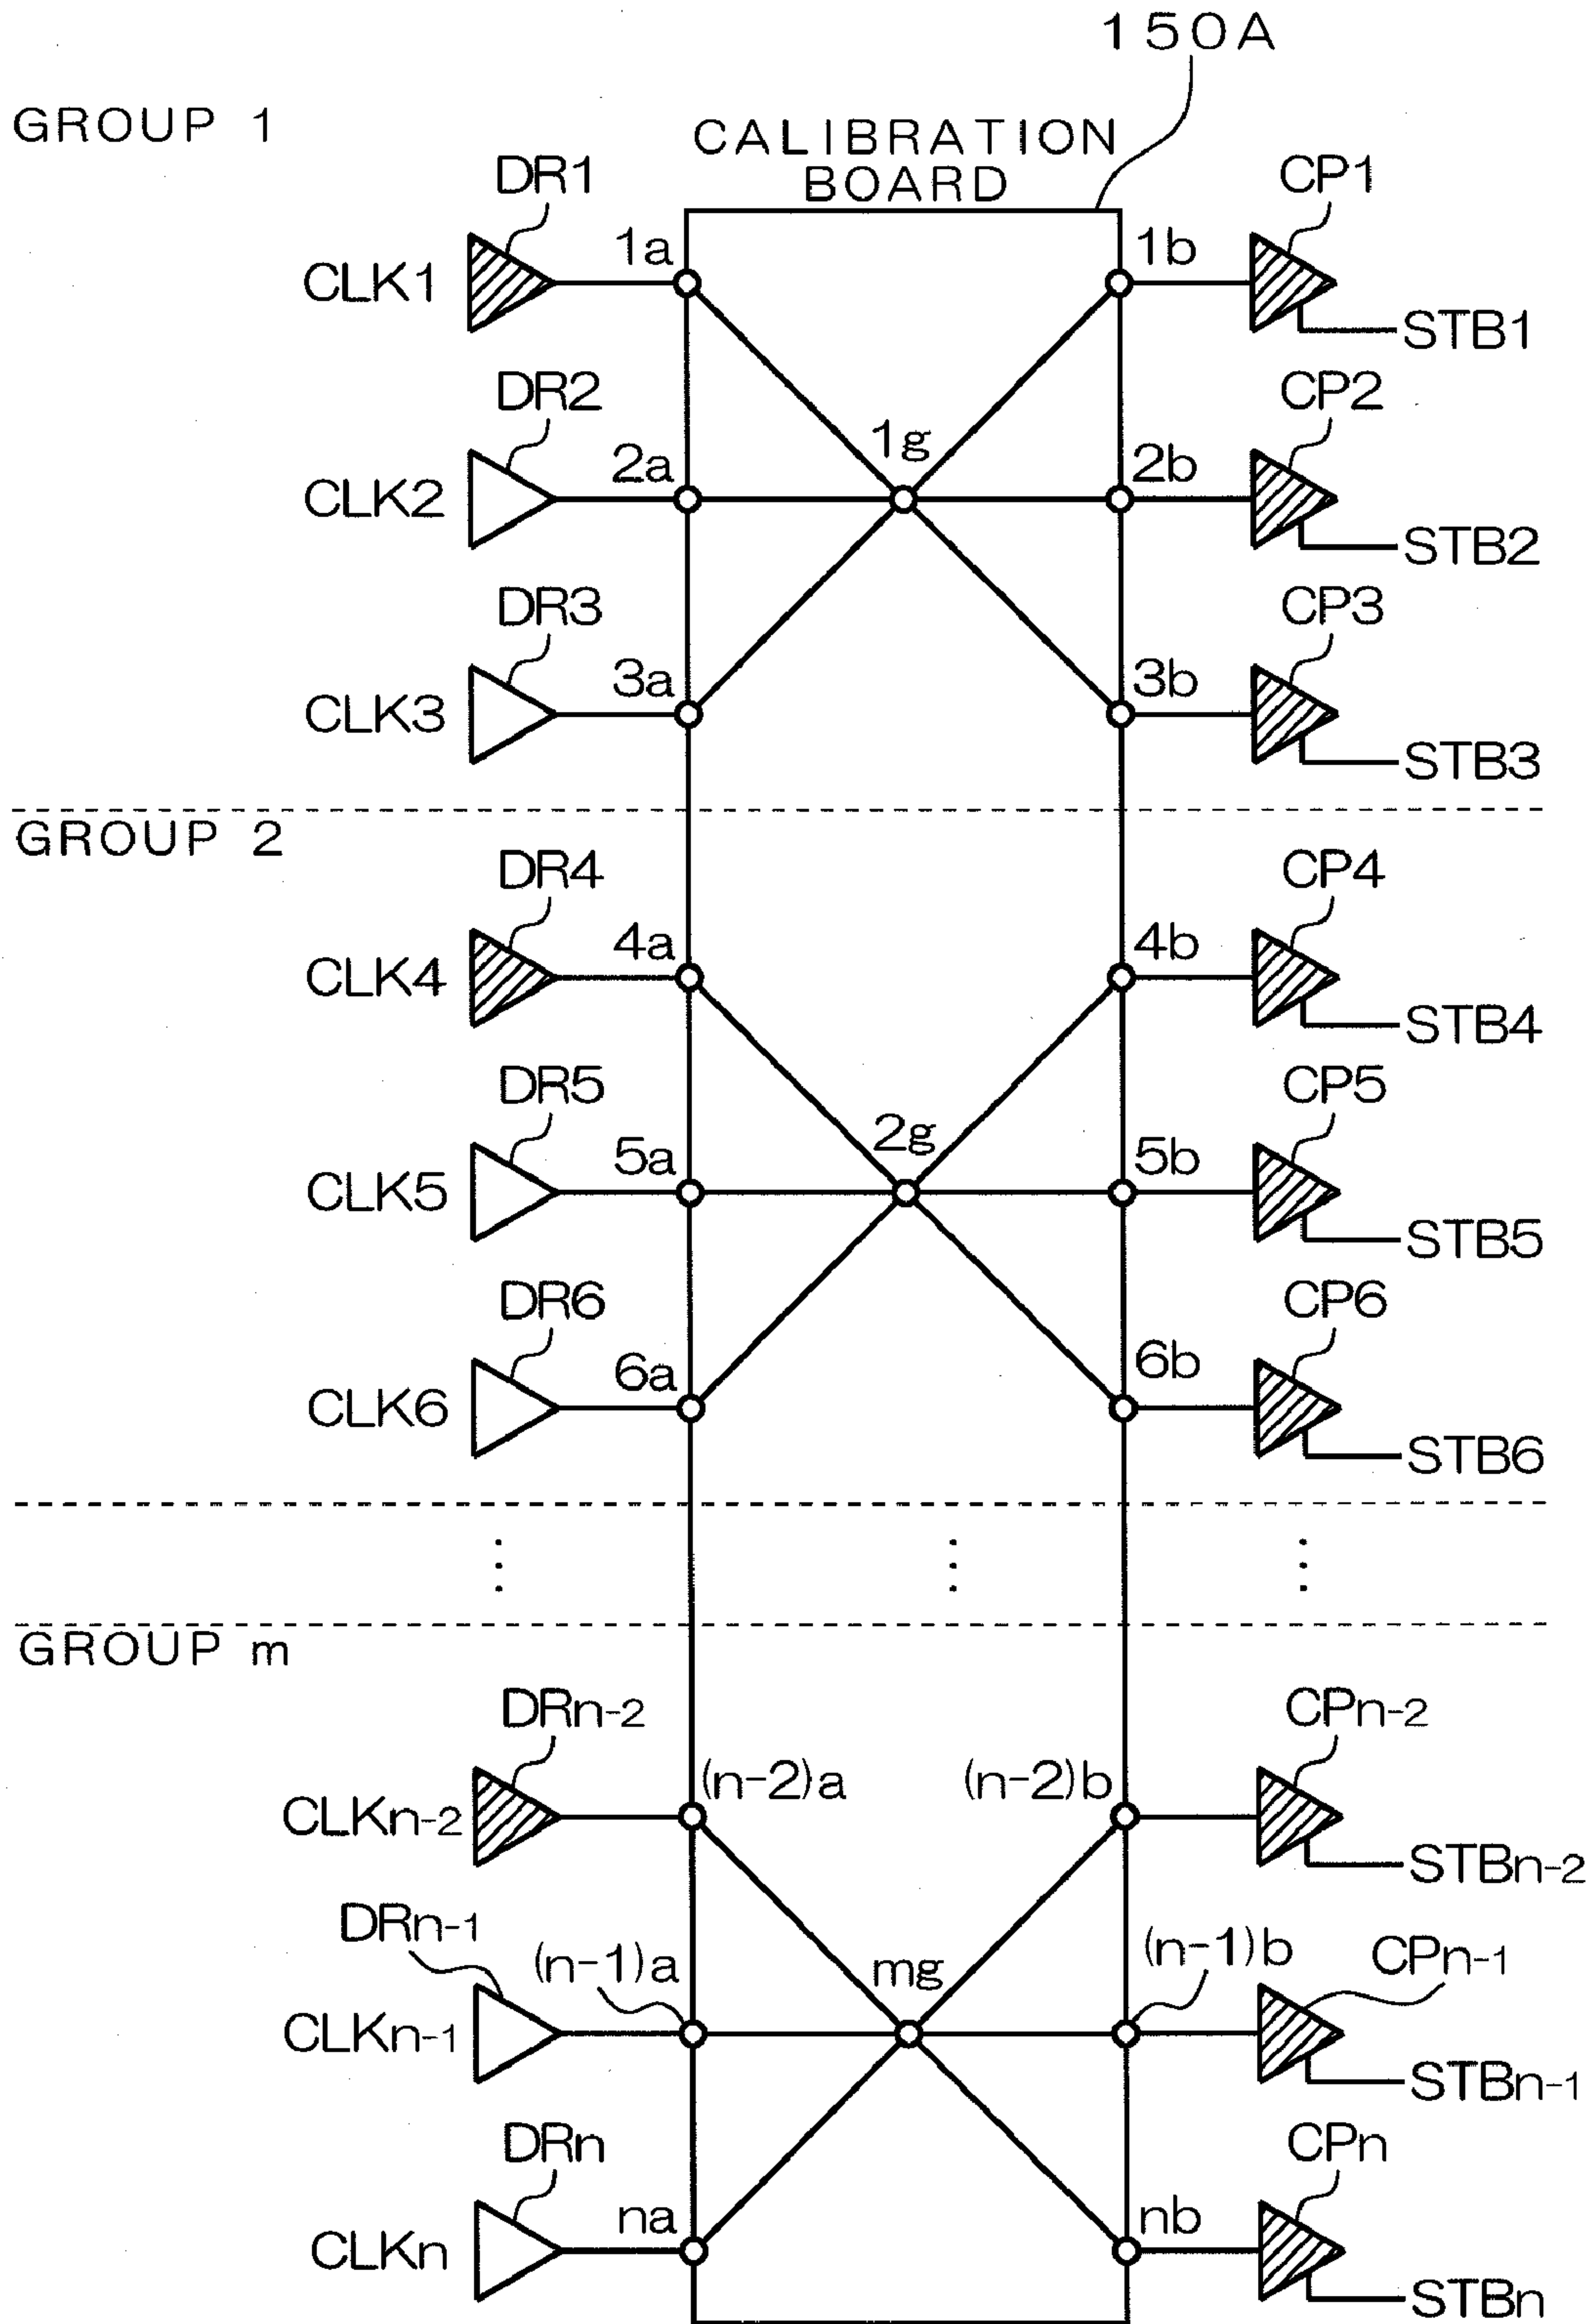 150A
GROUP 1
CALIBRATION
BOARD
DR1
CP1
1a
1b
CLK1
STB1
DR2
CP2
1g
2a
2b
CLK2
STB2
DR3
CP3
3a
3b
CLK3
STB3
GROUP 2
DR4
CP4
4a
4b
CLK4
STB4
DR5
CP5
2g
5a
5b
CLK5
STB5
DR6
CP6
6a
6b
CLK6
STB6
GROUP m
DRn-2
CPn-2
(n-2)a
(n-2)b
CLKn-2
STBn-2
DRn-1
(n-1)a
mg
(n-1)b
CPn-1
CLKn-1
STBn-1
DRn
CPn
na
nb
CLKn
STBn